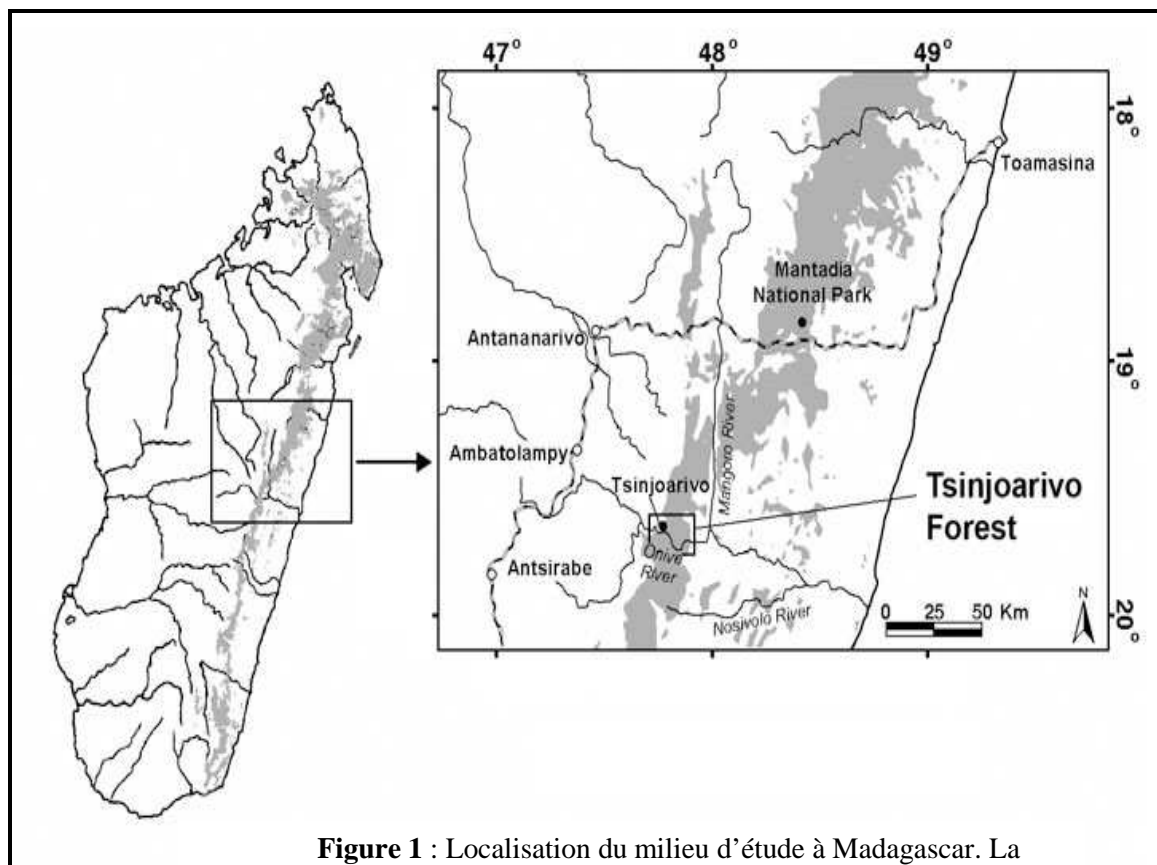 47° 48° 49°
18°
Toamasina
Mantadia
National Park
Antananarivo
19°
Mangoro River
Ambatolampy
Tsinjoarivo
Tsinjoarivo
Forest
Onive
River
Antsirabe
N
0 25 50 Km
Nosivolo River
20°
Figure 1 : Localisation du milieu d'étude à Madagascar. La